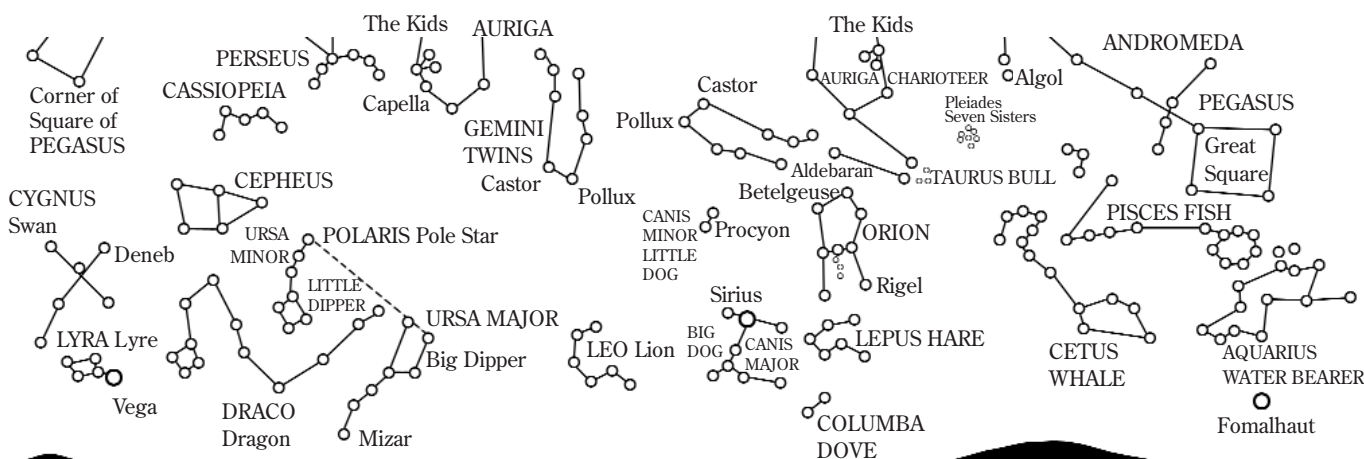 The Kids
AURIGA
PERSEUS
CASSIOPEIA
Capella
Corner of
Square of
PEGASUS
GEMINI
TWINS
Castor
Pollux
CEPHEUS
CYGNUS
Swan
Deneb
URSA
MINOR
POLARIS Pole Star
LITTLE
DIPPER
LYRA Lyre
Vega
URSA MAJOR
Big Dipper
DRACO
Dragon
Mizar
LEO Lion
The Kids
AURIGA CHARIOTEER
Castor
Pollux
Algol
ANDROMEDA
Pleiades
Seven Sisters
PEGASUS
Great
Square
Aldebaran
TAURUS BULL
Betelgeuse
CANIS
MINOR
LITTLE
DOG
Procyon
ORION
PISCES FISH
Sirius
Rigel
BIG
DOG
CANIS
MAJOR
LEPUS HARE
CETUS
WHALE
AQUARIUS
WATER BEARER
COLUMBA
DOVE
Fomalhaut